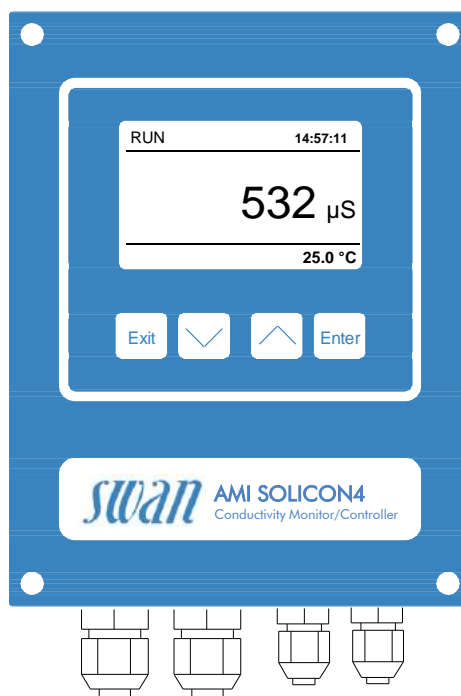 RUN 14:57:11
532 µS
25.0 °C
Exit Enter
swan AMI SOLICON4
Conductivity Monitor/Controller